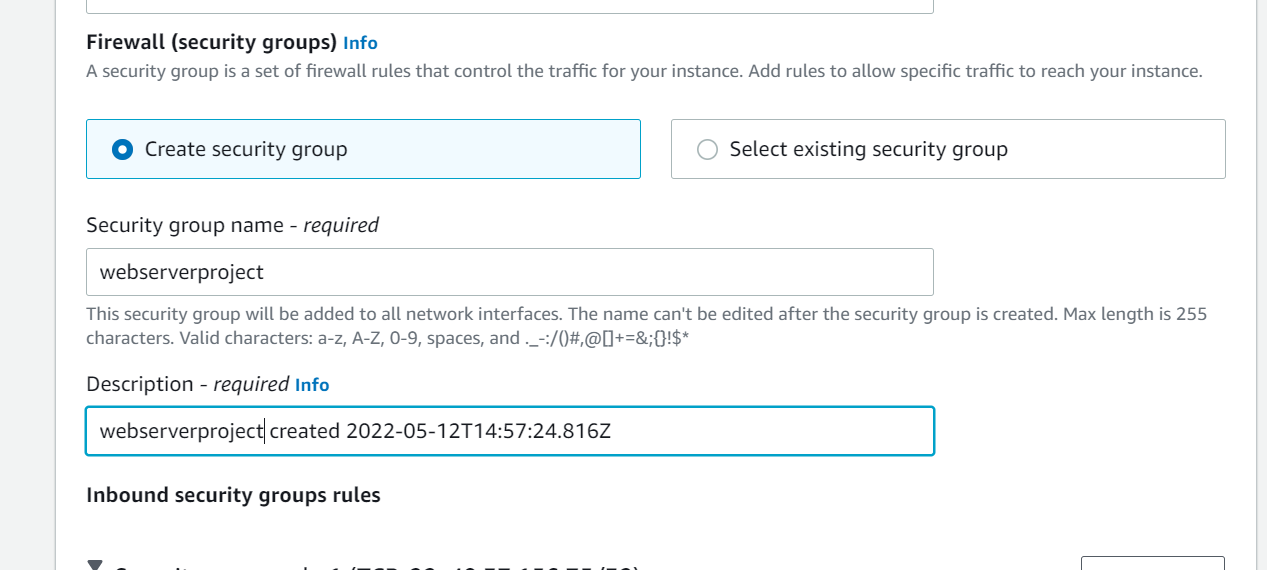 Firewall (security groups) Info
A security group is a set of firewall rules that control the traffic for your instance. Add rules to allow specific traffic to reach your instance.
Create security group
Select existing security group
Security group name - required
webserverproject
This security group will be added to all network interfaces. The name can't be edited after the security group is created. Max length is 255
characters. Valid characters: a-z, A-Z, 0-9, spaces, and ._-:/()#,@[]+=&;{}!$*
Description - required Info
webserverproject created 2022-05-12T14:57:24.816Z
Inbound security groups rules